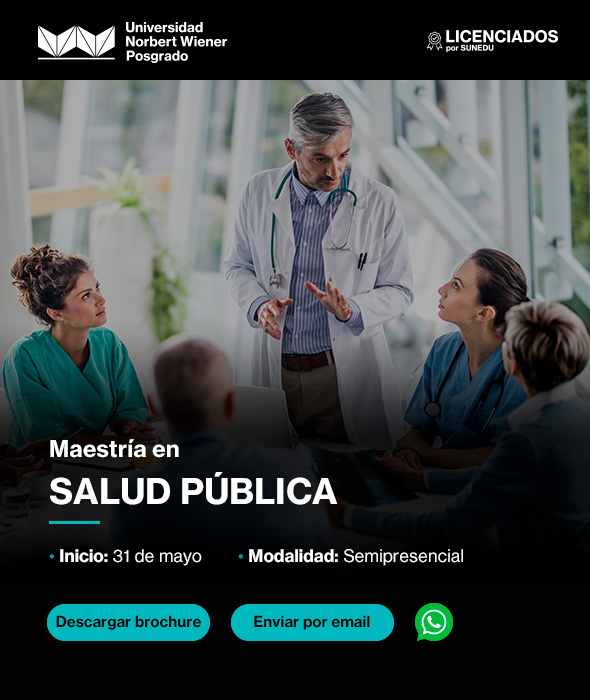 Universidad
Norbert Wiener
Posgrado
LICENCIADOS
por SUNEDU
Maestría en
SALUD PÚBLICA
• Inicio: 31 de mayo
• Modalidad: Semipresencial
Descargar brochure
Enviar por email